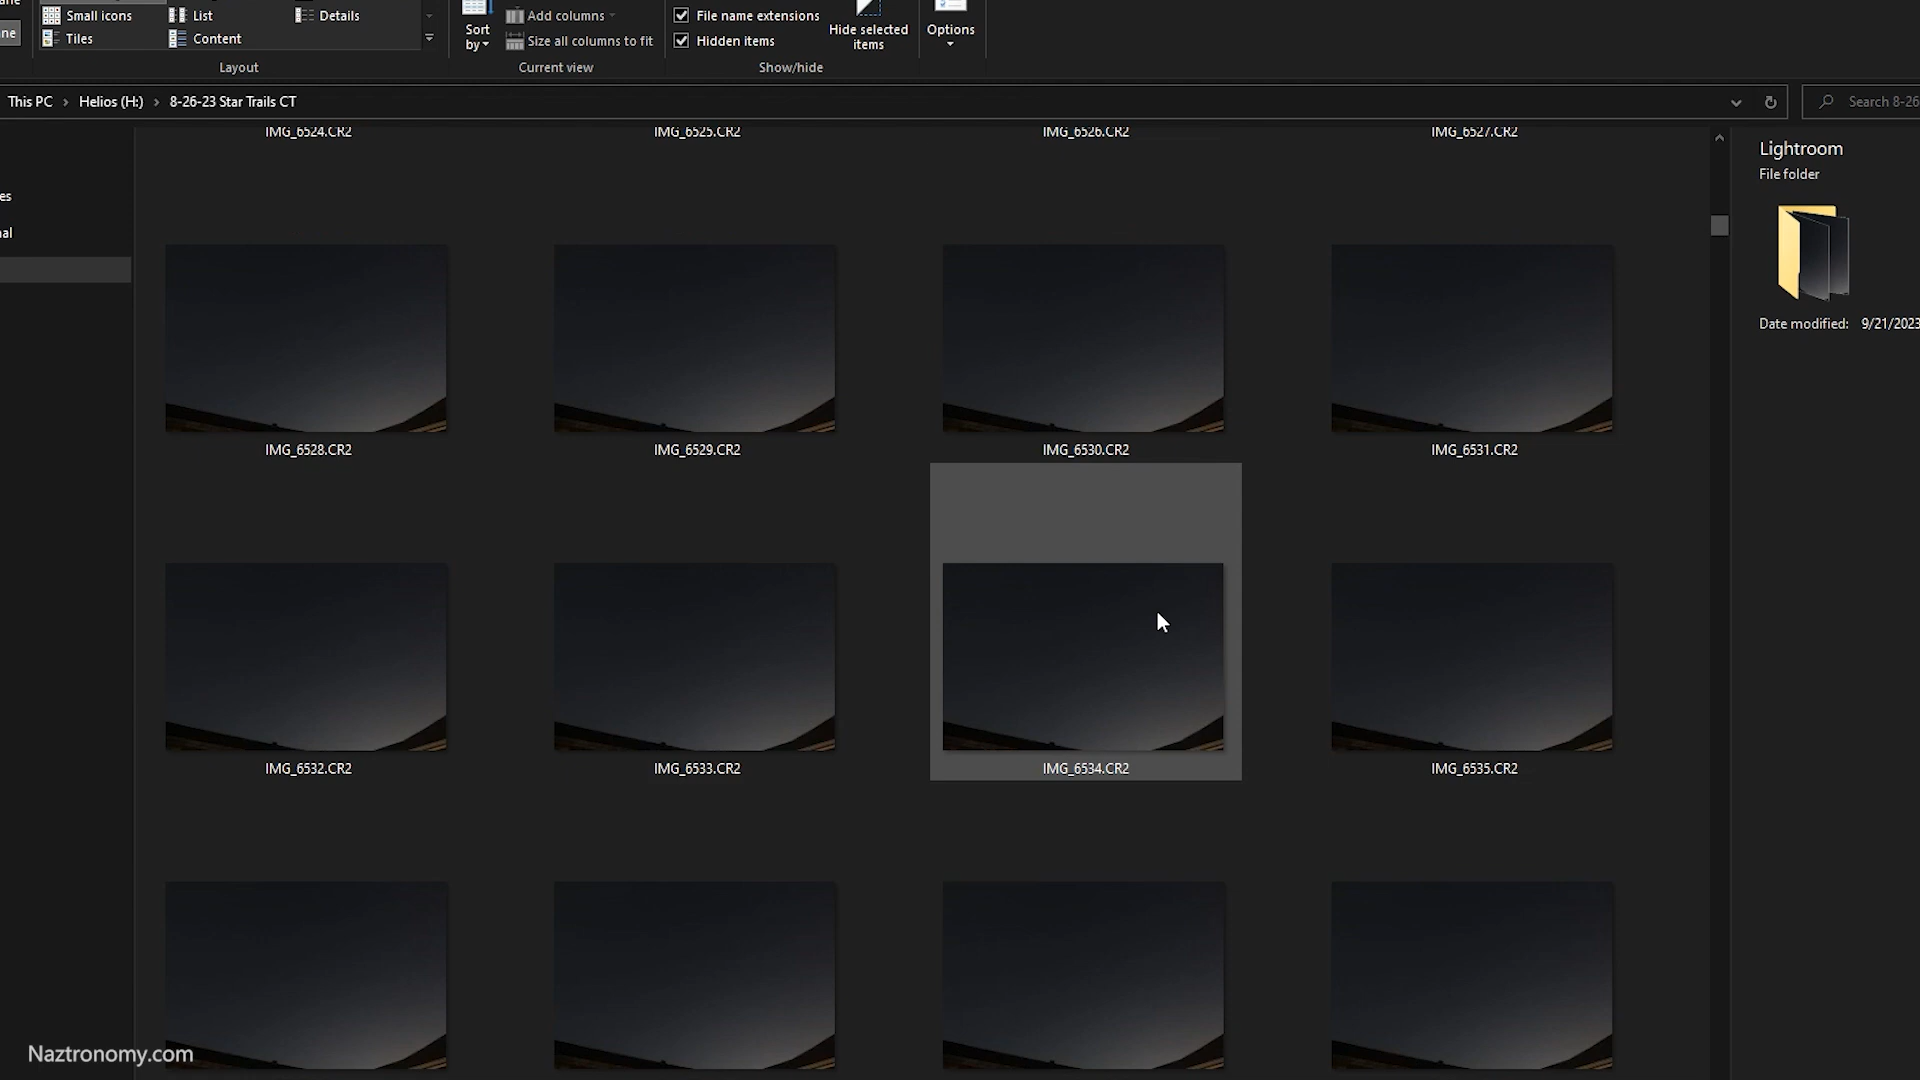 Small icons
List
Details
Tiles
Content
Layout
Sort
by
Add columns
Size all columns to fit
Current view
File name extensions
Hidden items
Hide selected
items
Show/hide
Options
This PC > Helios (H:) > 8-26-23 Star Trails CT
Search 8-26
IMG_6524.CR2
IMG_6525.CR2
IMG_6526.CR2
IMG_6527.CR2
IMG_6528.CR2
IMG_6529.CR2
IMG_6530.CR2
IMG_6531.CR2
IMG_6532.CR2
IMG_6533.CR2
IMG_6534.CR2
IMG_6535.CR2
Lightroom
File folder
Date modified: 9/21/2023
Naztronomy.com